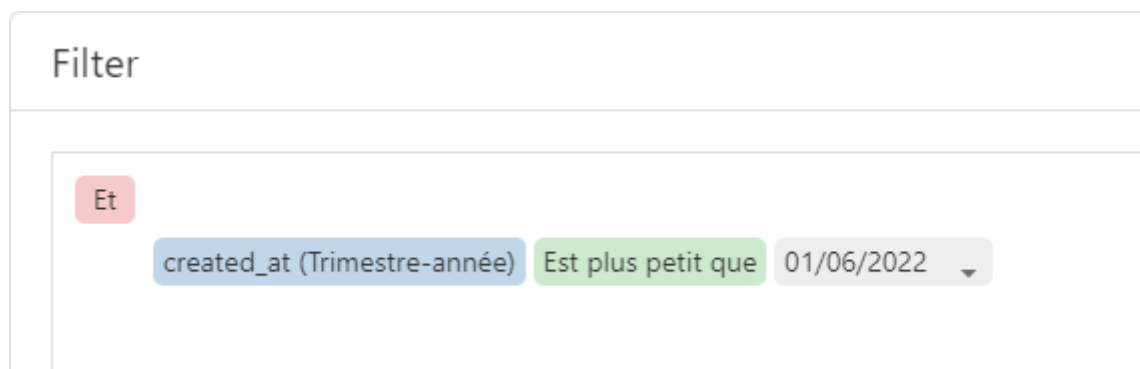 Filter
Et
created_at (Trimestre-année) Est plus petit que 01/06/2022